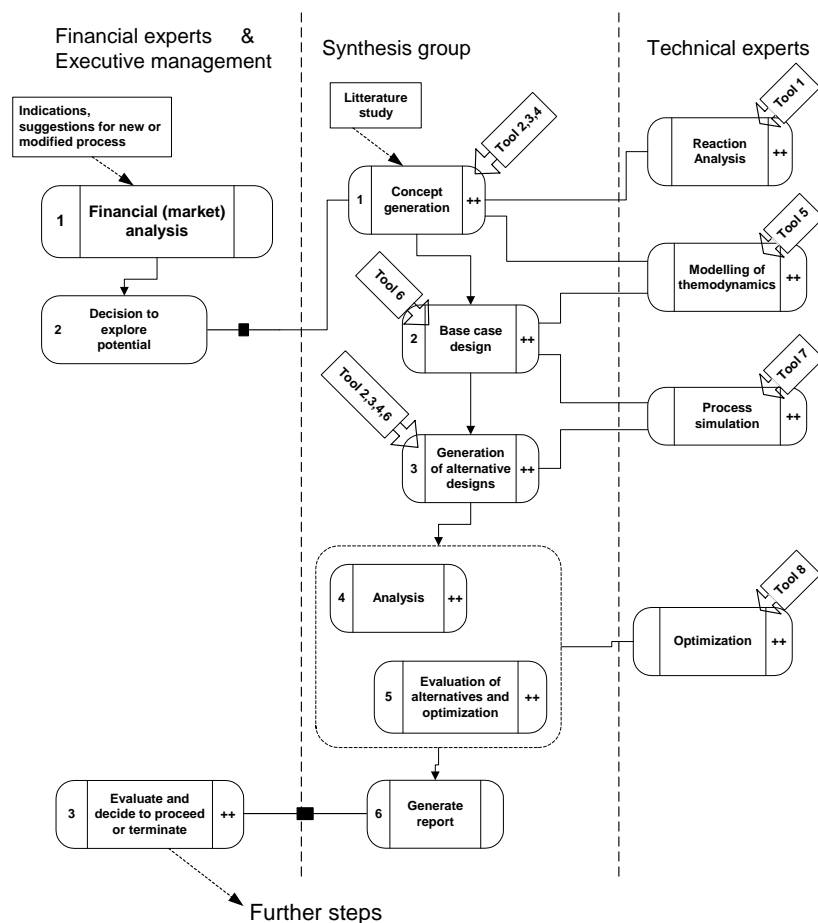 Financial experts &
Executive management
Synthesis group
Technical experts
Indications,
suggestions for new or
modified process
Litterature
study
Tool 2,3,4
Tool 1
1
Financial (market)
analysis
1
Concept
generation
++
Reaction
Analysis
++
Tool 5
Modelling of
themodynamics
++
2
Decision to
explore
potential
Tool 6
2
Base case
design
++
Tool 7
Process
simulation
++
Tool 2,3,4,6
3
Generation
of alternative
designs
++
4
Analysis
++
Tool 8
Optimization
++
5
Evaluation of
alternatives and
optimization
++
3
Evaluate and
decide to proceed
or terminate
++
6
Generate
report
Further steps